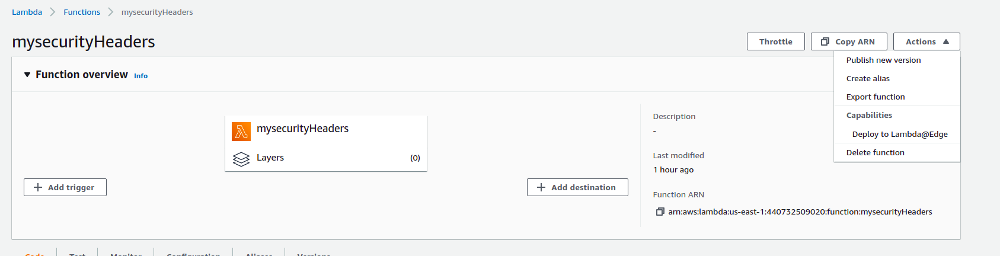 Lambda > Functions > mysecurityHeaders
mysecurityHeaders
Throttle
Copy ARN
Actions
Publish new version
Create alias
Export function
Capabilities
Deploy to Lambda@Edge
Delete function
Function overview Info
mysecurityHeaders
Layers (0)
Add trigger
Add destination
Description
-
Last modified
1 hour ago
Function ARN
arn:aws:lambda:us-east-1:440732509020:function:mysecurityHeaders
Code Test Monitor Configuration Aliases Versions